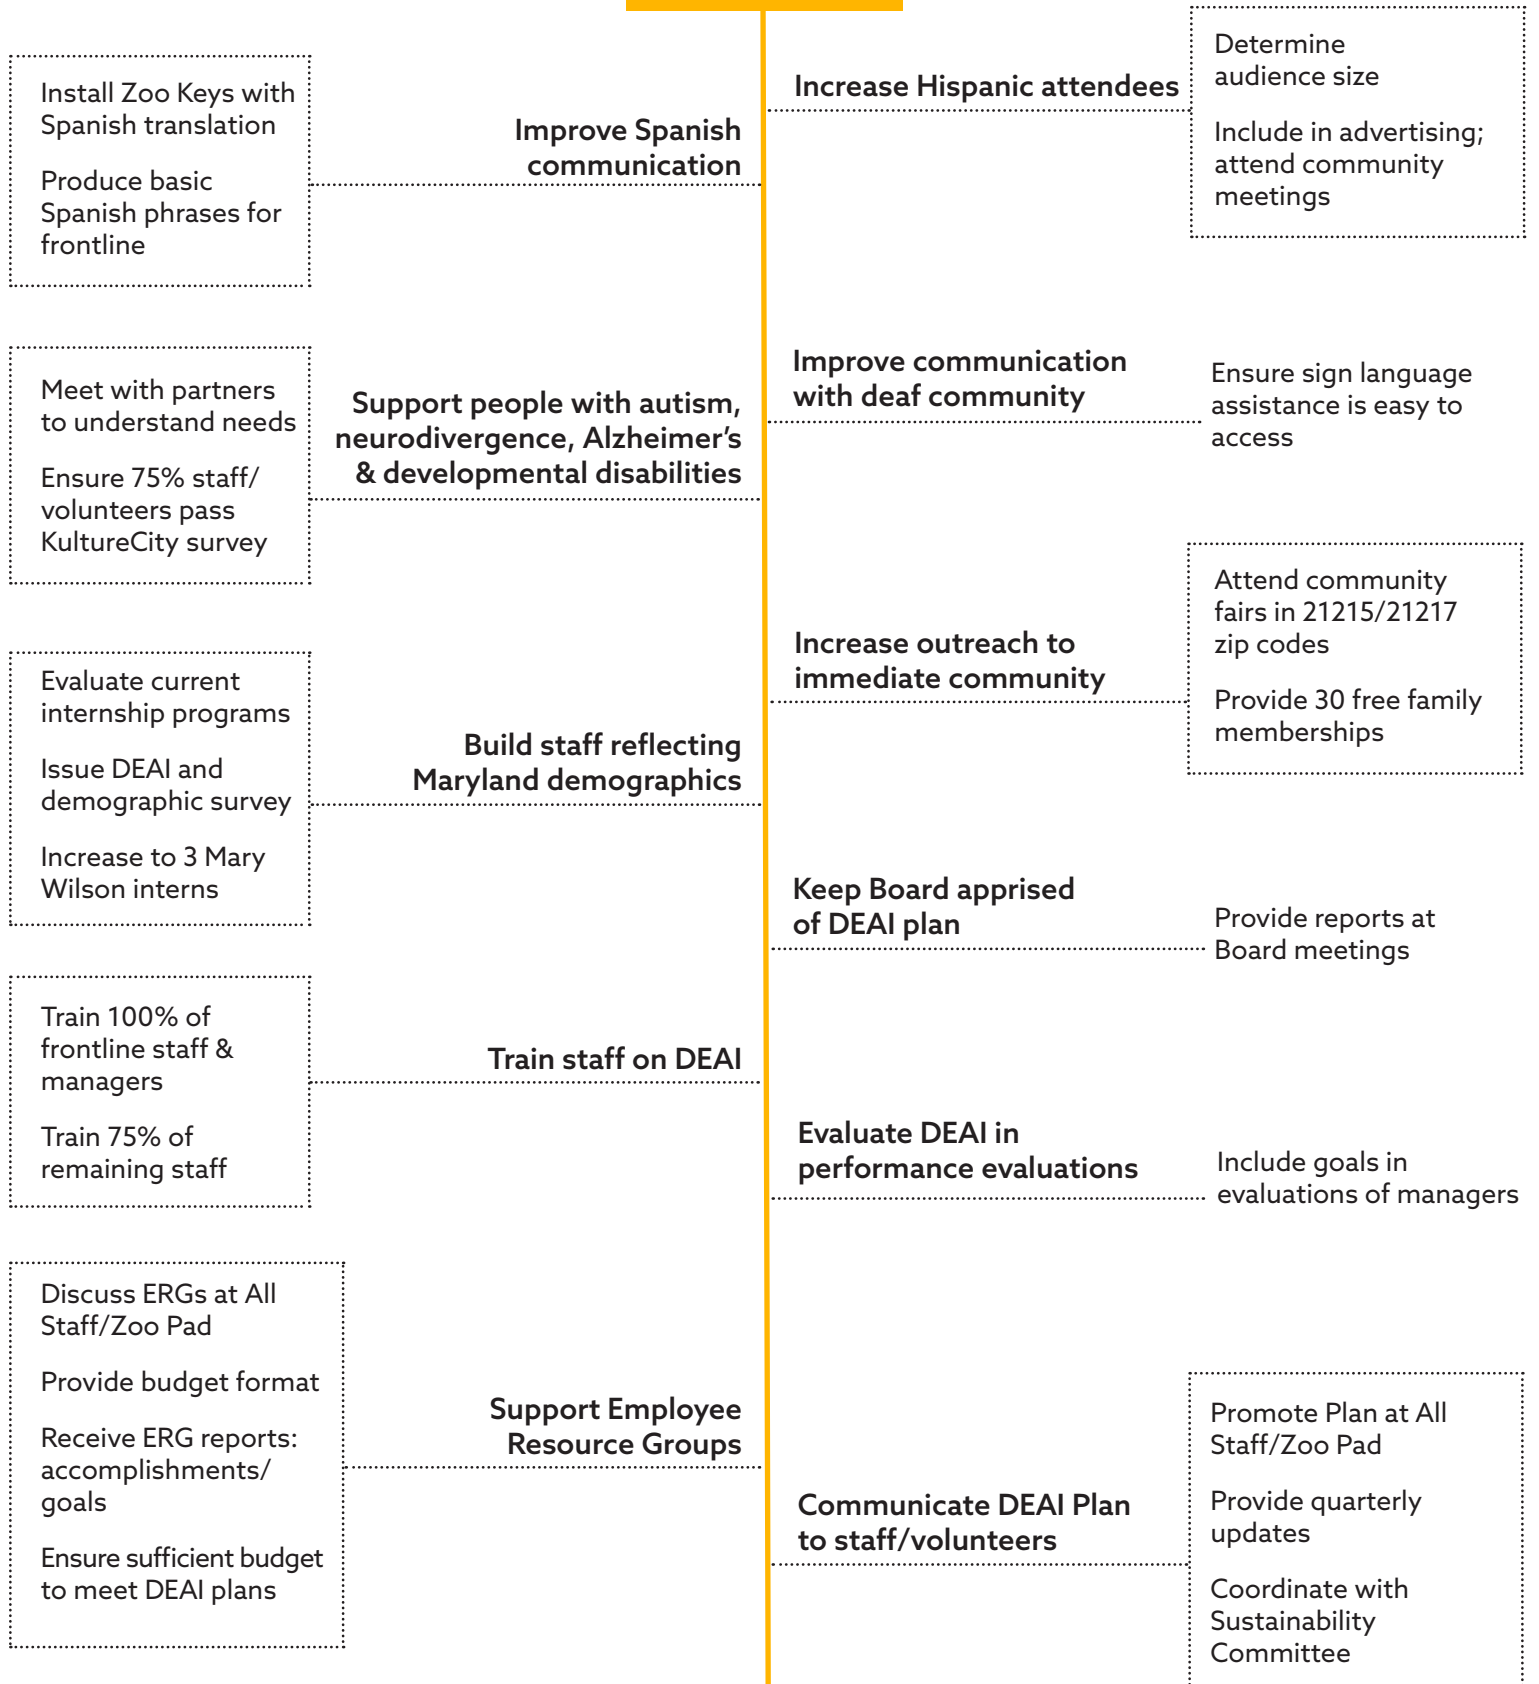 Increase Hispanic attendees
Determine
audience size
Include in advertising;
attend community
meetings
Improve Spanish
communication
Install Zoo Keys with
Spanish translation
Produce basic
Spanish phrases for
frontline
Improve communication
with deaf community
Ensure sign language
assistance is easy to
access
Support people with autism,
neurodivergence, Alzheimer’s
& developmental disabilities
Meet with partners
to understand needs
Ensure 75% staff/
volunteers pass
KultureCity survey
Increase outreach to
immediate community
Attend community
fairs in 21215/21217
zip codes
Provide 30 free family
memberships
Build staff reflecting
Maryland demographics
Evaluate current
internship programs
Issue DEAI and
demographic survey
Increase to 3 Mary
Wilson interns
Keep Board apprised
of DEAI plan
Provide reports at
Board meetings
Train staff on DEAI
Train 100% of
frontline staff &
managers
Train 75% of
remaining staff
Evaluate DEAI in
performance evaluations
Include goals in
evaluations of managers
Support Employee
Resource Groups
Discuss ERGs at All
Staff/Zoo Pad
Provide budget format
Receive ERG reports:
accomplishments/
goals
Ensure sufficient budget
to meet DEAI plans
Communicate DEAI Plan
to staff/volunteers
Promote Plan at All
Staff/Zoo Pad
Provide quarterly
updates
Coordinate with
Sustainability
Committee